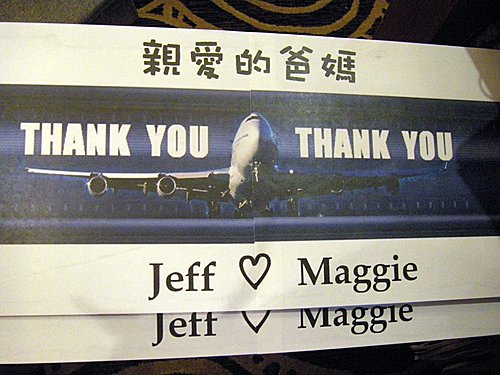 親愛的爸媽
THANK YOU THANK YOU
Jeff ♡ Maggie
Jeff ♡ Maggie